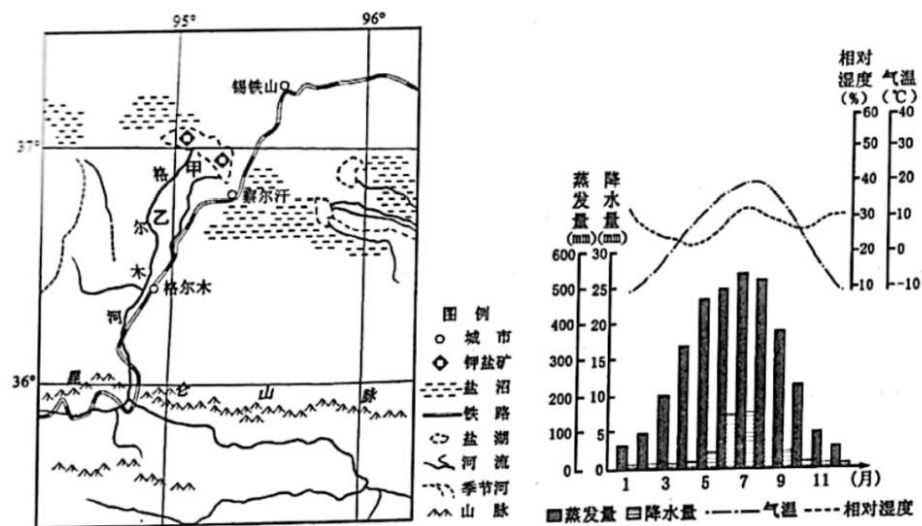 95° 96°
锡铁山
37°
格 甲
察尔汗
尔 乙
木
格尔木
河
36°
昆 仑 山 脉
图 例
城 市
钾盐矿
盐 沼
铁 路
盐 湖
河 流
季节河
山 脉
相对湿度(%) 气温(℃)
60 40
50 30
40 20
30 10
20 0
10 -10
蒸发量(mm) 降水量(mm)
600 30
500 25
400 20
300 15
200 10
100 5
0 0
1 3 5 7 9 11 (月)
蒸发量 降水量 气温 相对湿度